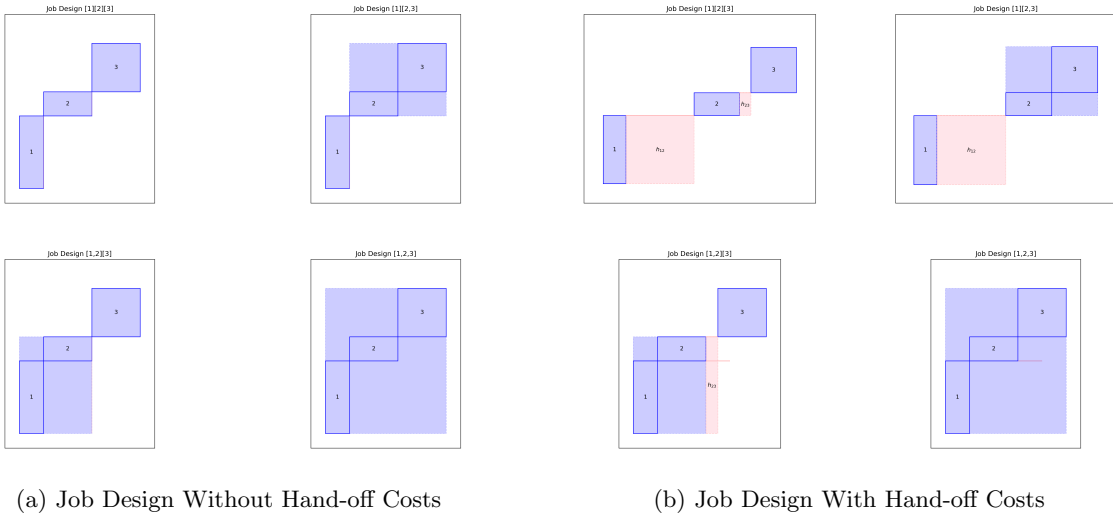 Job Design [1][2][3]
3
2
1
Job Design [1][2,3]
3
2
1
Job Design [1][2][3]
3
2
h23
1
h12
Job Design [1][2,3]
3
2
1
h12
Job Design [1,2][3]
3
2
1
Job Design [1,2,3]
3
2
1
Job Design [1,2][3]
3
2
h23
1
Job Design [1,2,3]
3
2
1
(a) Job Design Without Hand-off Costs
(b) Job Design With Hand-off Costs